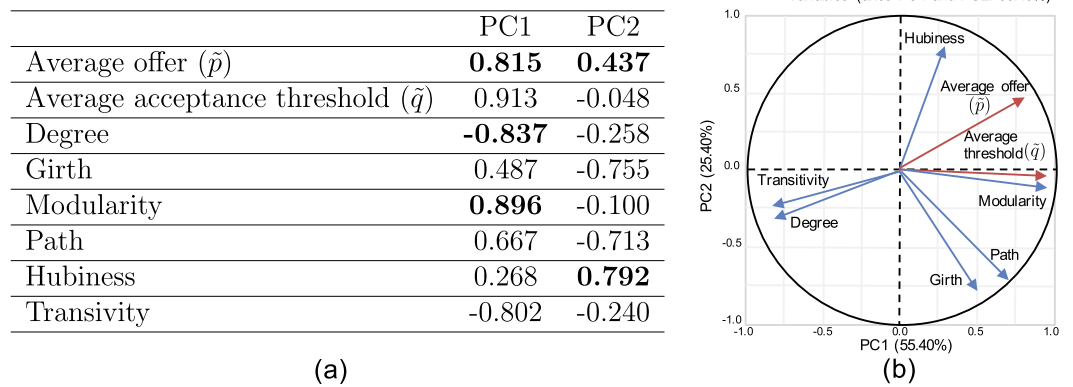 PC1 PC2
Average offer (p̃) 0.815 0.437
Average acceptance threshold (q̃) 0.913 -0.048
Degree -0.837 -0.258
Girth 0.487 -0.755
Modularity 0.896 -0.100
Path 0.667 -0.713
Hubiness 0.268 0.792
Transivity -0.802 -0.240
(a)
1.0
0.5
0.0
-0.5
-1.0
PC2 (25.40%)
Hubiness
Average offer
(p̃)
Average
threshold(q̃)
Transitivity
Modularity
Degree
Path
Girth
-1.0 -0.5 0.0 0.5 1.0
PC1 (55.40%)
(b)